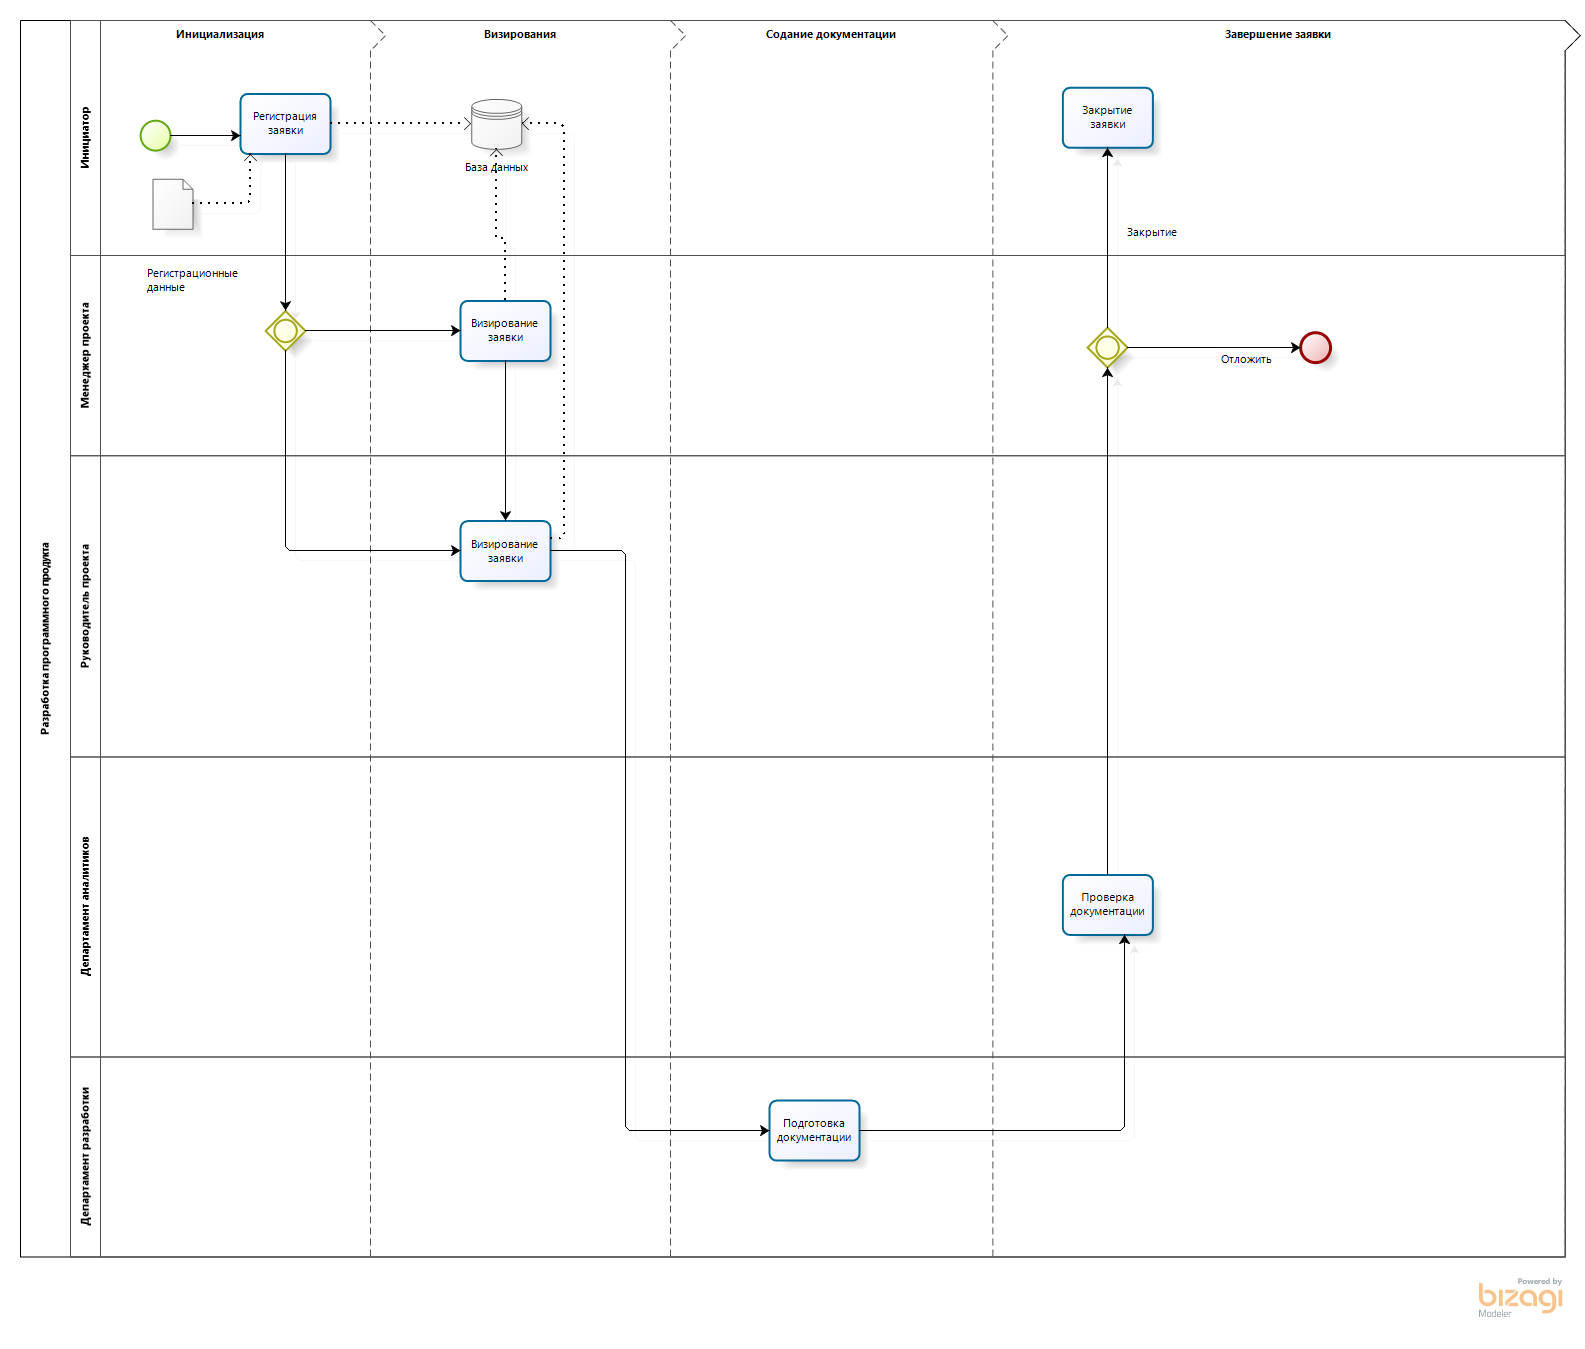 Инициализация
Визирования
Содание документации
Завершение заявки
Разработка программного продукта
Инициатор
Регистрация
заявки
База данных
Закрытие
заявки
Закрытие
Менеджер проекта
Регистрационные
данные
Визирование
заявки
Отложить
Руководитель проекта
Визирование
заявки
Департамент аналитиков
Проверка
документации
Департамент разработки
Подготовка
документации
Powered by
bizagi
Modeler